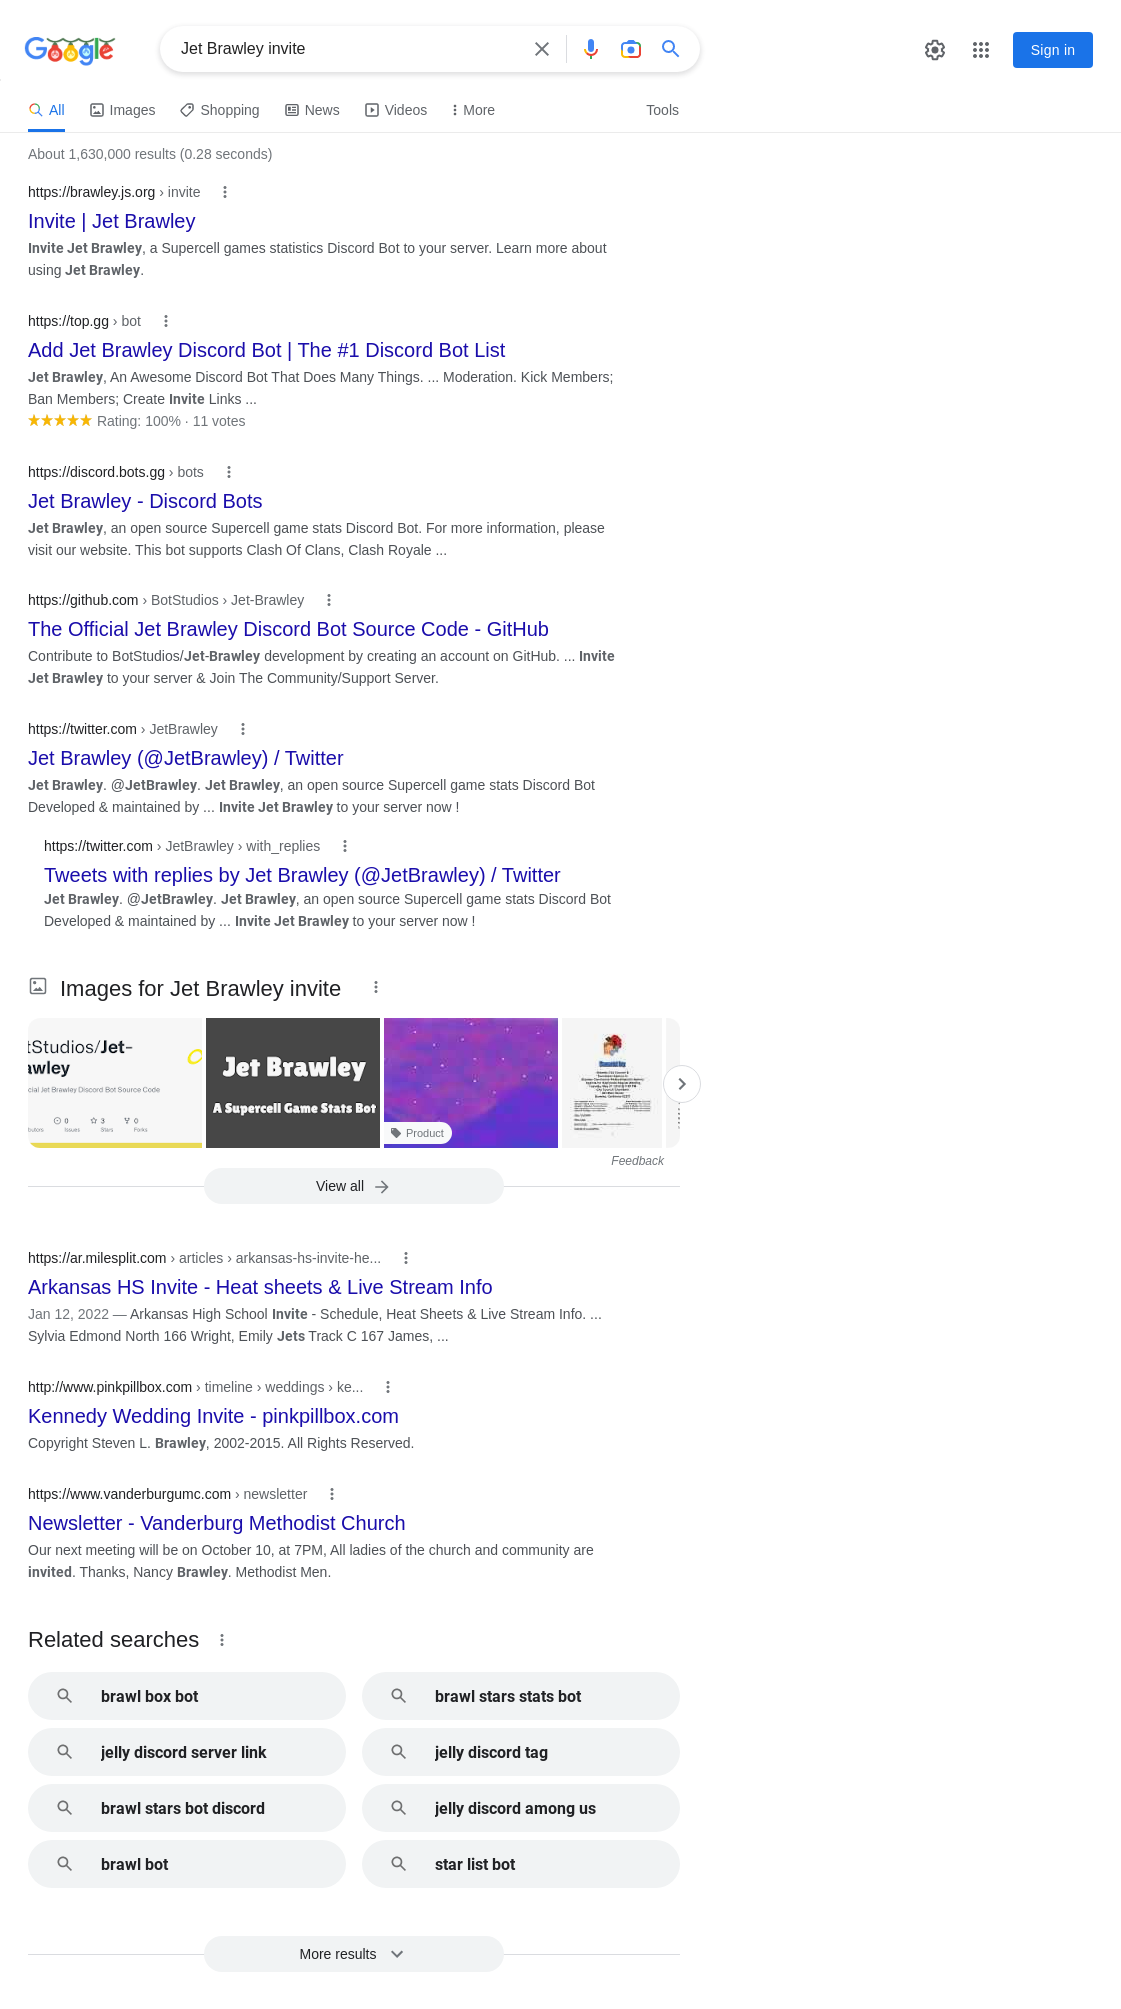 Google
Jet Brawley invite
Sign in
All
Images
Shopping
News
Videos
More
Tools
About 1,630,000 results (0.28 seconds)
https://brawley.js.org › invite
Invite | Jet Brawley
Invite Jet Brawley, a Supercell games statistics Discord Bot to your server. Learn more about
using Jet Brawley.
https://top.gg › bot
Add Jet Brawley Discord Bot | The #1 Discord Bot List
Jet Brawley, An Awesome Discord Bot That Does Many Things. ... Moderation. Kick Members;
Ban Members; Create Invite Links ...
Rating: 100% · 11 votes
https://discord.bots.gg › bots
Jet Brawley - Discord Bots
Jet Brawley, an open source Supercell game stats Discord Bot. For more information, please
visit our website. This bot supports Clash Of Clans, Clash Royale ...
https://github.com › BotStudios › Jet-Brawley
The Official Jet Brawley Discord Bot Source Code - GitHub
Contribute to BotStudios/Jet-Brawley development by creating an account on GitHub. ... Invite
Jet Brawley to your server & Join The Community/Support Server.
https://twitter.com › JetBrawley
Jet Brawley (@JetBrawley) / Twitter
Jet Brawley. @JetBrawley. Jet Brawley, an open source Supercell game stats Discord Bot
Developed & maintained by ... Invite Jet Brawley to your server now !
https://twitter.com › JetBrawley › with_replies
Tweets with replies by Jet Brawley (@JetBrawley) / Twitter
Jet Brawley. @JetBrawley. Jet Brawley, an open source Supercell game stats Discord Bot
Developed & maintained by ... Invite Jet Brawley to your server now !
Images for Jet Brawley invite
tStudios/Jet-
awley
cial Jet Brawley Discord Bot Source Code
0
3
0
butors
Issues
Stars
Forks
Jet Brawley
A Supercell Game Stats Bot
Product
Feedback
View all
https://ar.milesplit.com › articles › arkansas-hs-invite-he...
Arkansas HS Invite - Heat sheets & Live Stream Info
Jan 12, 2022 — Arkansas High School Invite - Schedule, Heat Sheets & Live Stream Info. ...
Sylvia Edmond North 166 Wright, Emily Jets Track C 167 James, ...
http://www.pinkpillbox.com › timeline › weddings › ke...
Kennedy Wedding Invite - pinkpillbox.com
Copyright Steven L. Brawley, 2002-2015. All Rights Reserved.
https://www.vanderburgumc.com › newsletter
Newsletter - Vanderburg Methodist Church
Our next meeting will be on October 10, at 7PM, All ladies of the church and community are
invited. Thanks, Nancy Brawley. Methodist Men.
Related searches
brawl box bot
brawl stars stats bot
jelly discord server link
jelly discord tag
brawl stars bot discord
jelly discord among us
brawl bot
star list bot
More results